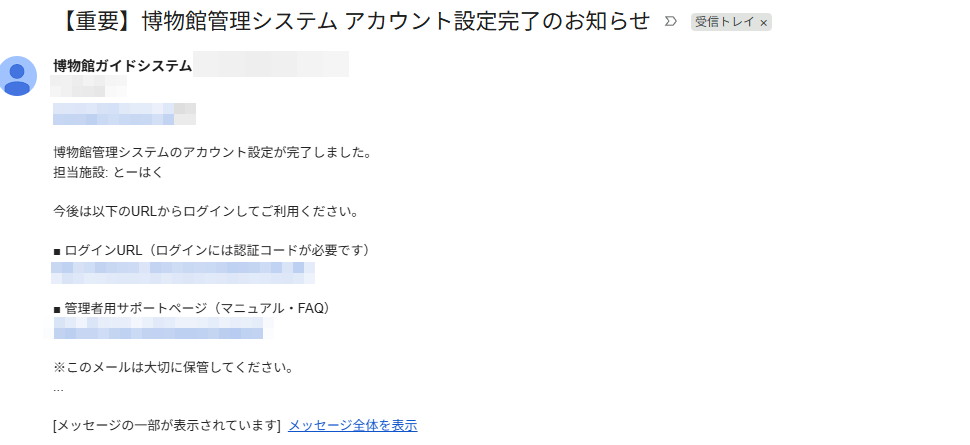 【重要】博物館管理システム アカウント設定完了のお知らせ
受信トレイ ×
博物館ガイドシステム
博物館管理システムのアカウント設定が完了しました。
担当施設: とーはく
今後は以下のURLからログインしてご利用ください。
■ ログインURL（ログインには認証コードが必要です）
■ 管理者用サポートページ（マニュアル・FAQ）
※このメールは大切に保管してください。
...
[メッセージの一部が表示されています] メッセージ全体を表示